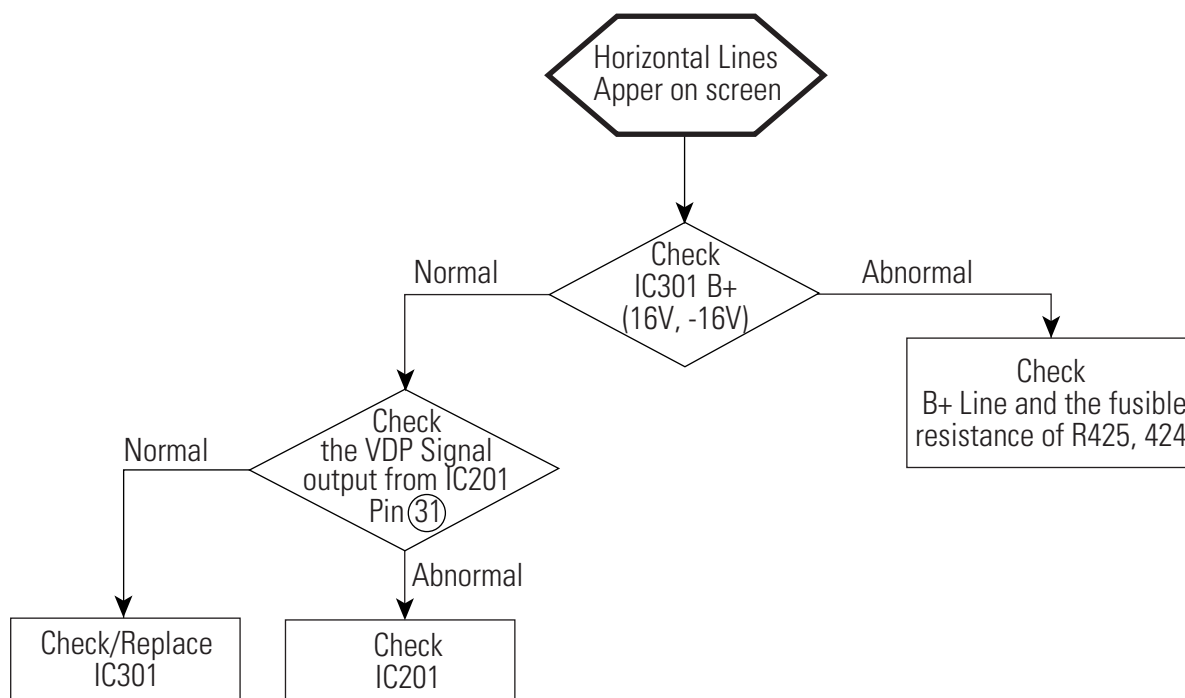 Horizontal Lines
Apper on screen
Check
IC301 B+
(16V, -16V)
Normal
Abnormal
Check
B+ Line and the fusible
resistance of R425, 424
Check
the VDP Signal
output from IC201
Pin 31
Normal
Abnormal
Check/Replace
IC301
Check
IC201